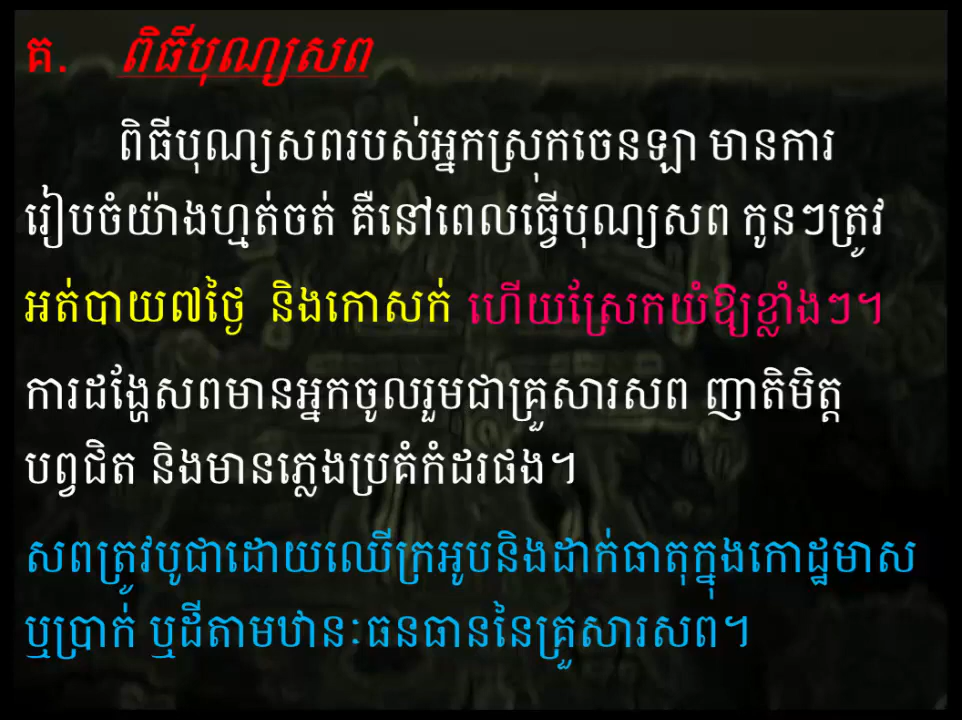 គ. ពិធីបុណ្យសព
ពិធីបុណ្យសពរបស់អ្នកស្រុកចេនឡា មានការ
រៀបចំយ៉ាងហ្មត់ចត់ គឺនៅពេលធ្វើបុណ្យសព កូនៗត្រូវ
អត់បាយ៧ថ្ងៃ និងកោសក់ ហើយស្រែកយំឱ្យខ្លាំងៗ។
ការដង្ហែសពមានអ្នកចូលរួមជាគ្រួសារសព ញាតិមិត្ត
បព្វជិត និងមានភ្លេងប្រគំកំដរផង។
សពត្រូវបូជាដោយឈើក្រអូបនិងដាក់ធាតុក្នុងកោដ្ឋមាស
ឬប្រាក់ ឬដីតាមឋានៈធនធាននៃគ្រួសារសព។